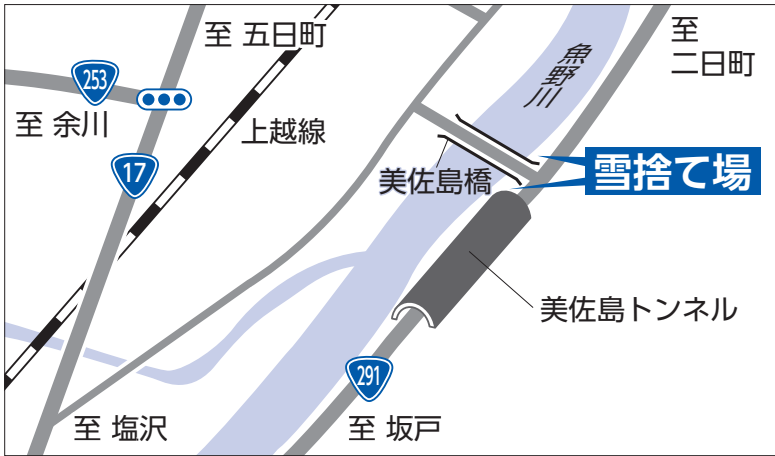 至 五日町
至
二日町
魚野川
253
至 余川
上越線
17
美佐島橋
雪捨て場
美佐島トンネル
291
至 塩沢
至 坂戸